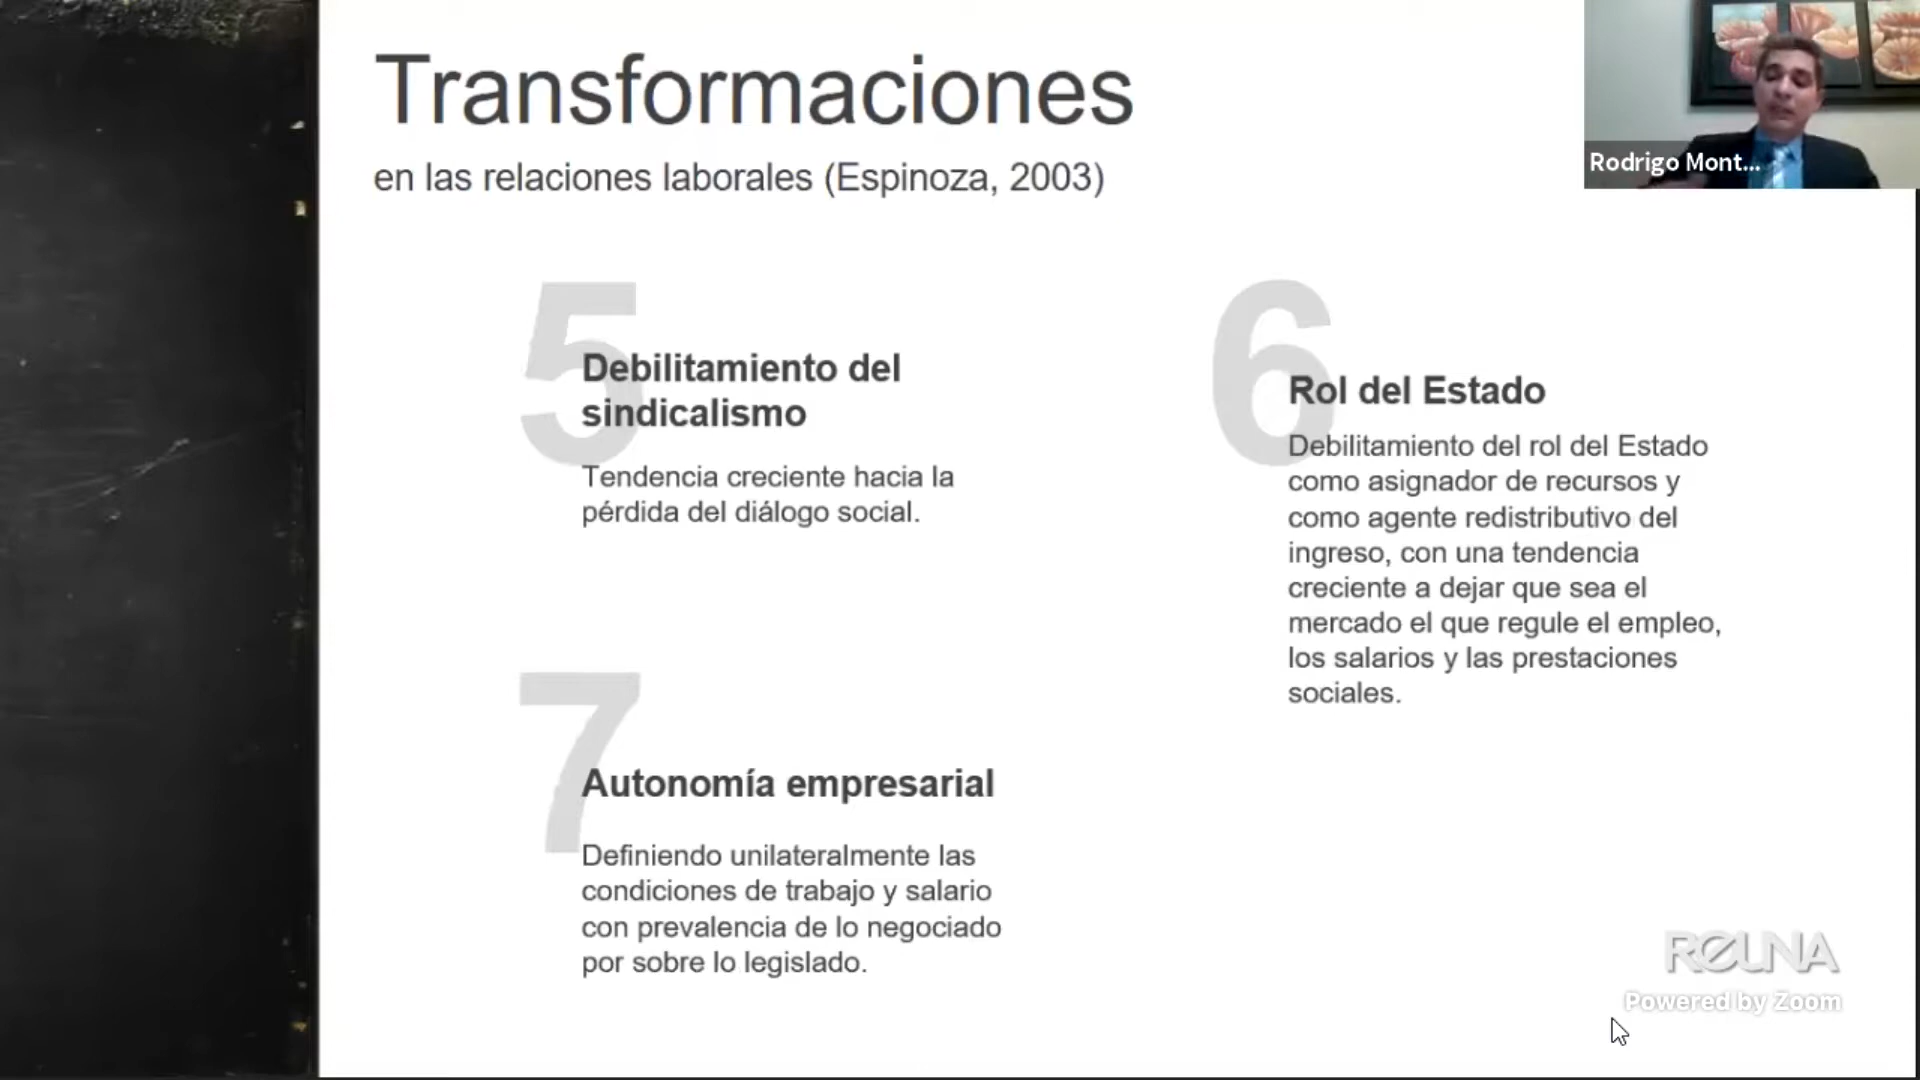 Transformaciones
en las relaciones laborales (Espinoza, 2003)
Rodrigo Mont...
5
Debilitamiento del
sindicalismo
Tendencia creciente hacia la
pérdida del diálogo social.
6
Rol del Estado
Debilitamiento del rol del Estado
como asignador de recursos y
como agente redistributivo del
ingreso, con una tendencia
creciente a dejar que sea el
mercado el que regule el empleo,
los salarios y las prestaciones
sociales.
7
Autonomía empresarial
Definiendo unilateralmente las
condiciones de trabajo y salario
con prevalencia de lo negociado
por sobre lo legislado.
REUNA
Powered by Zoom